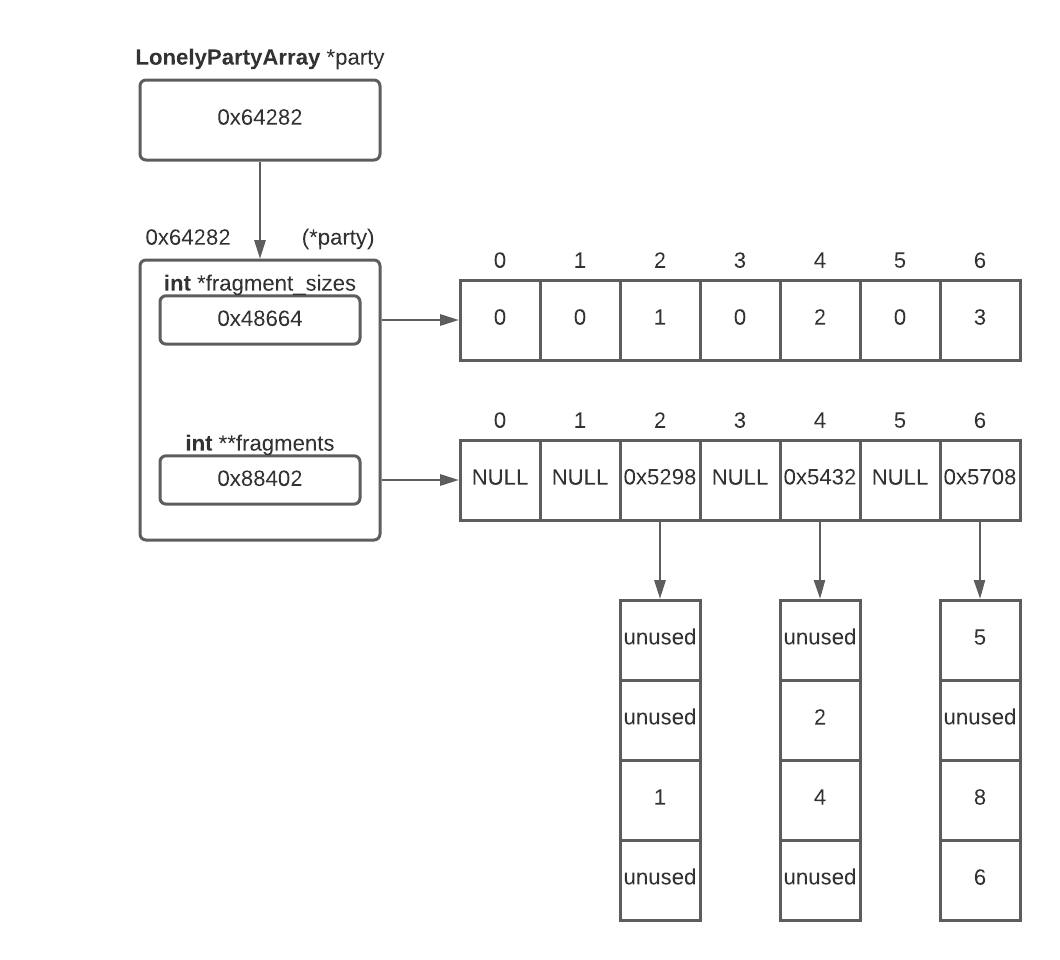 LonelyPartyArray *party
0x64282
0x64282 (*party)
int *fragment_sizes
0x48664
0 1 2 3 4 5 6
0 0 1 0 2 0 3
int **fragments
0x88402
0 1 2 3 4 5 6
NULL NULL 0x5298 NULL 0x5432 NULL 0x5708
unused unused 5
unused 2 unused
1 4 8
unused unused 6